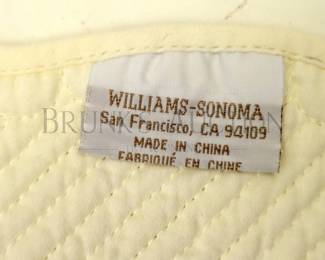 WILLIAMS-SONOMA
San Francisco, CA 94109
MADE IN CHINA
FABRIQUÉ EN CHINE